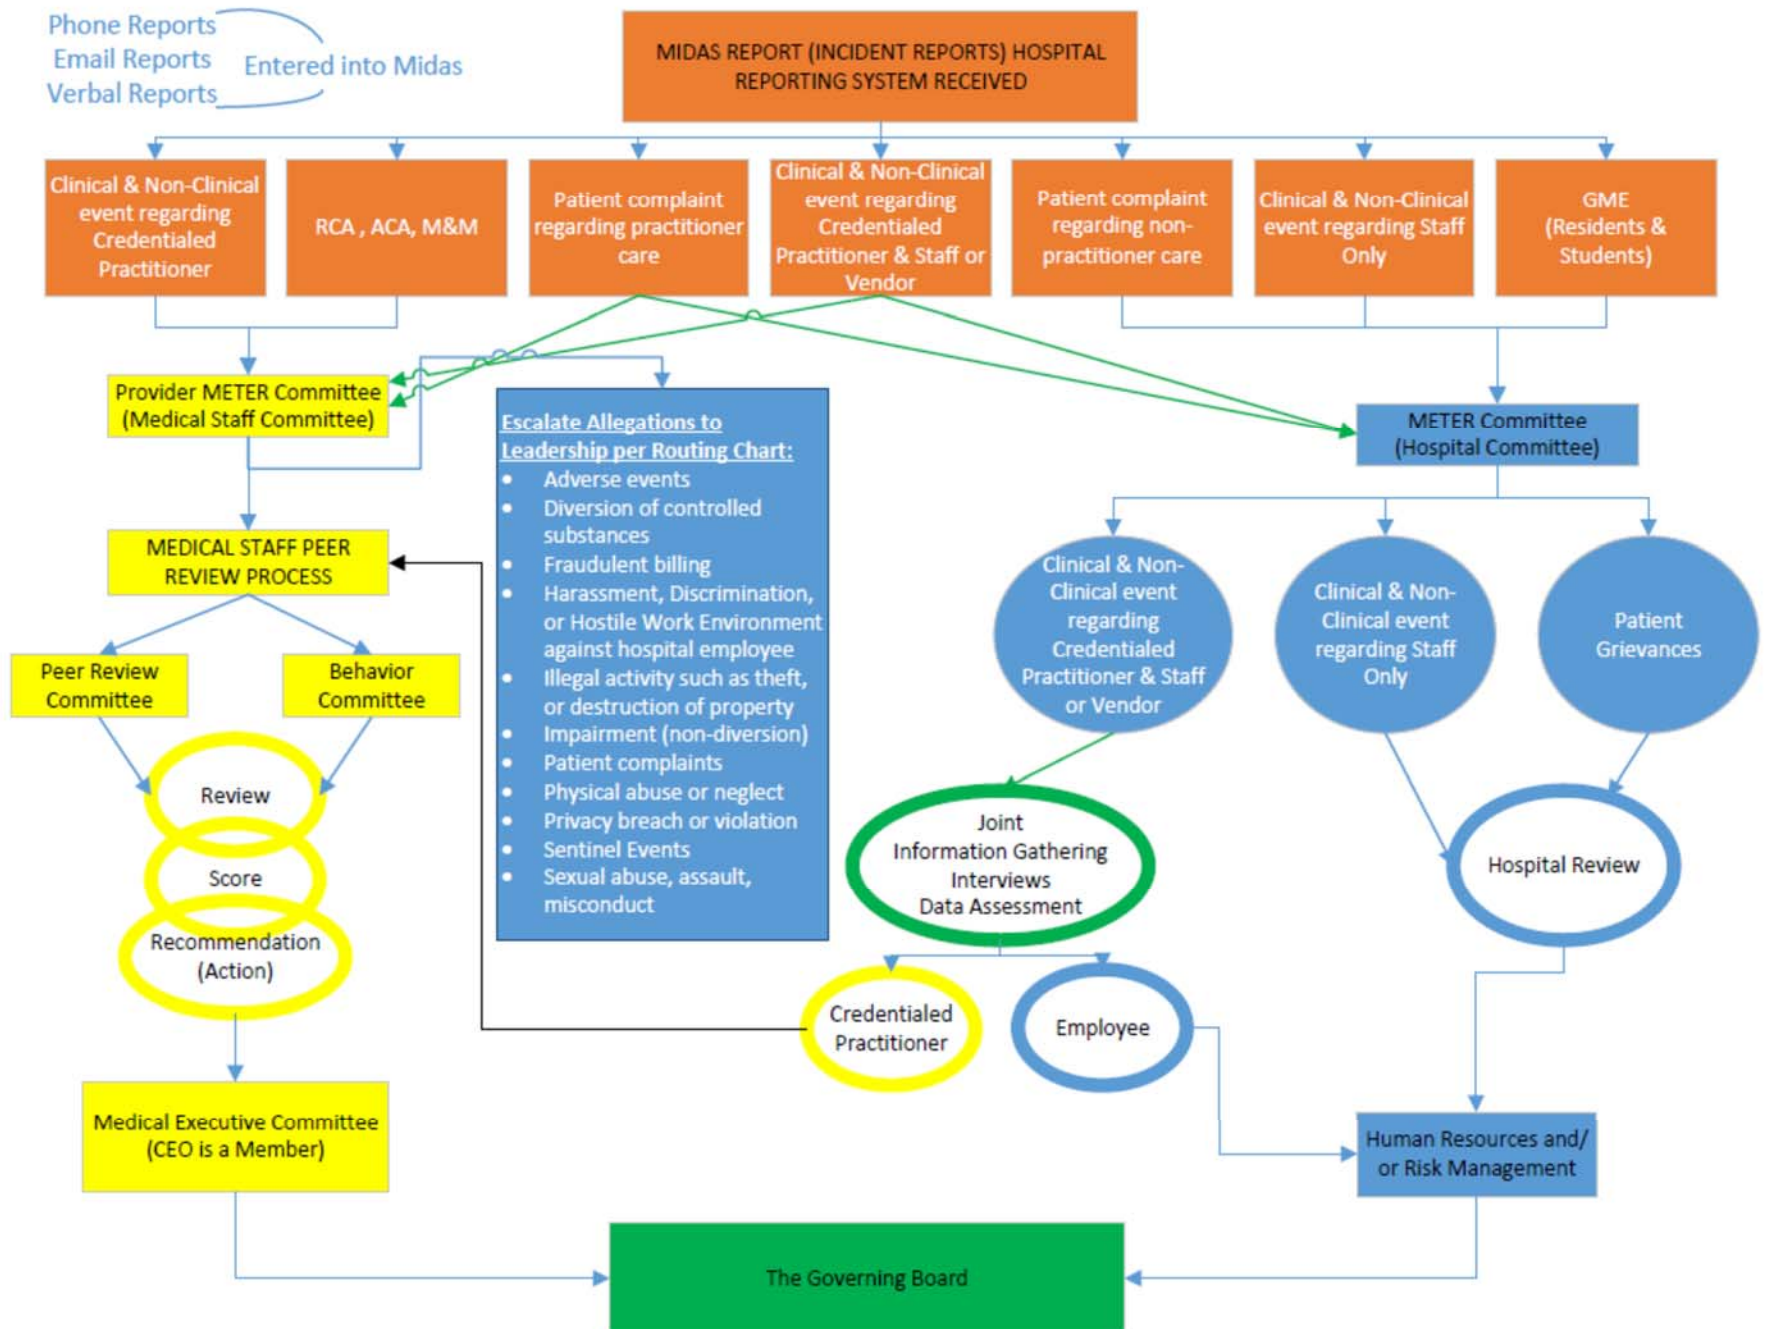 Phone Reports
Email Reports
Verbal Reports
Entered into Midas
MIDAS REPORT (INCIDENT REPORTS) HOSPITAL
REPORTING SYSTEM RECEIVED
Clinical & Non-Clinical
event regarding
Credentialed
Practitioner
RCA , ACA, M&M
Patient complaint
regarding practitioner
care
Clinical & Non-Clinical
event regarding
Credentialed
Practitioner & Staff or
Vendor
Patient complaint
regarding non-
practitioner care
Clinical & Non-Clinical
event regarding Staff
Only
GME
(Residents &
Students)
Provider METER Committee
(Medical Staff Committee)
Escalate Allegations to
Leadership per Routing Chart:
• Adverse events
• Diversion of controlled
substances
• Fraudulent billing
• Harassment, Discrimination,
or Hostile Work Environment
against hospital employee
• Illegal activity such as theft,
or destruction of property
• Impairment (non-diversion)
• Patient complaints
• Physical abuse or neglect
• Privacy breach or violation
• Sentinel Events
• Sexual abuse, assault,
misconduct
METER Committee
(Hospital Committee)
MEDICAL STAFF PEER
REVIEW PROCESS
Peer Review
Committee
Behavior
Committee
Review
Score
Recommendation
(Action)
Clinical & Non-
Clinical event
regarding
Credentialed
Practitioner & Staff
or Vendor
Clinical & Non-
Clinical event
regarding Staff
Only
Patient
Grievances
Joint
Information Gathering
Interviews
Data Assessment
Hospital Review
Credentialed
Practitioner
Employee
Medical Executive Committee
(CEO is a Member)
Human Resources and/
or Risk Management
The Governing Board